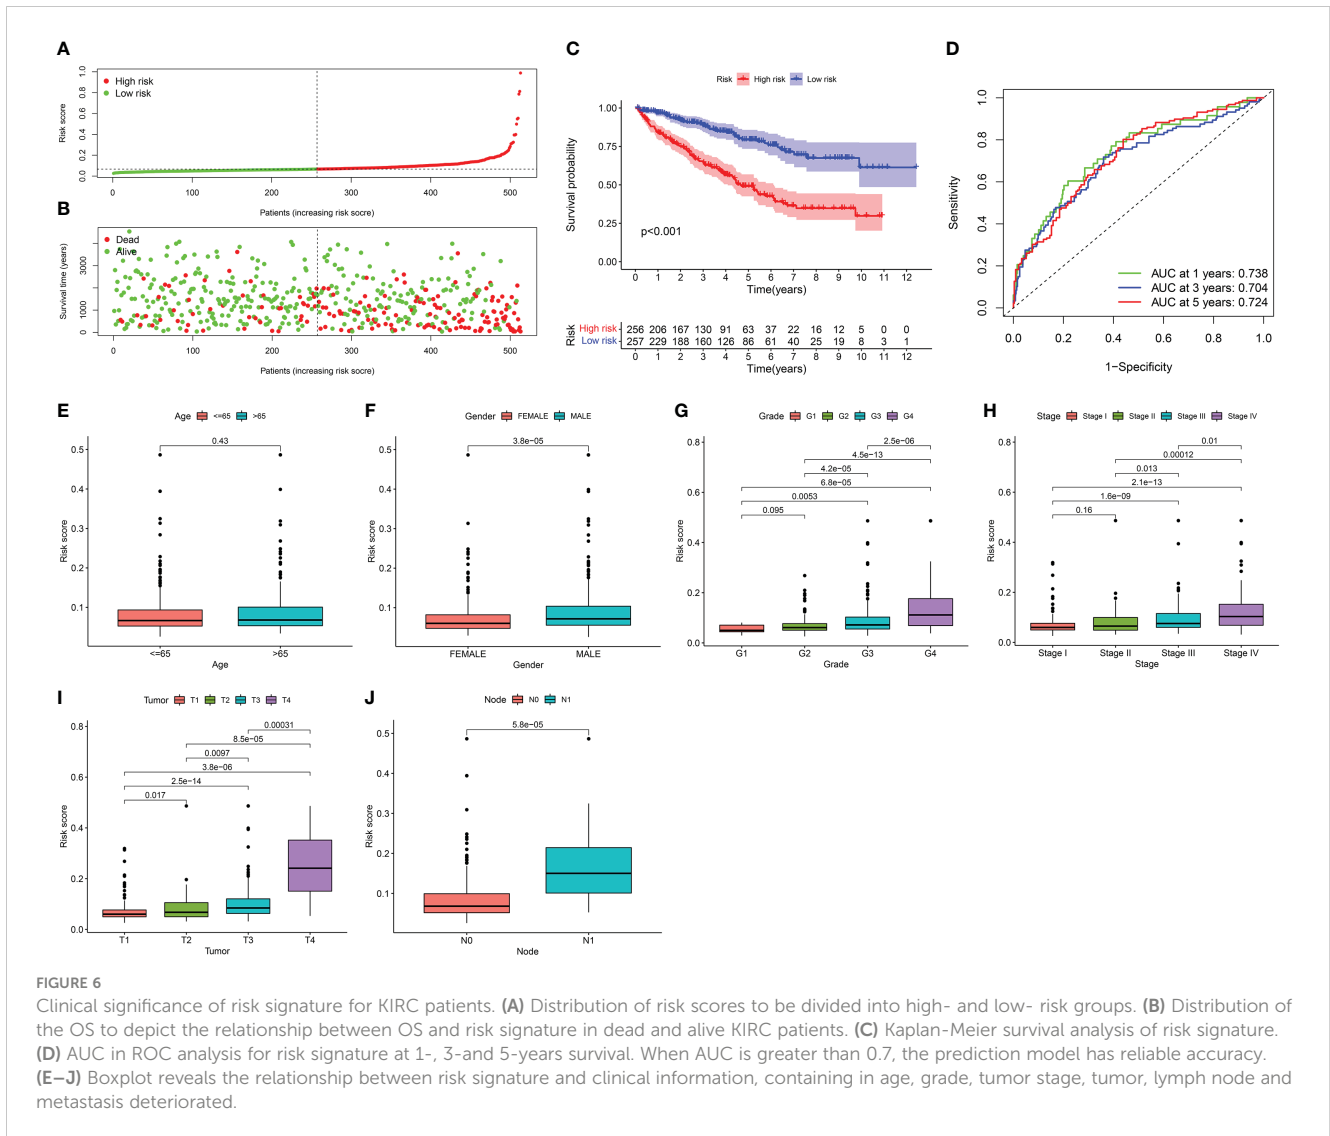 A
High risk
Low risk
Risk score
0.0 0.2 0.4 0.6 0.8 1.0
0 100 200 300 400 500
Patients (increasing risk socre)
B
Dead
Alive
Survival time (years)
0 1000 3000
0 100 200 300 400 500
Patients (increasing risk socre)
C
Risk High risk Low risk
Survival probability
1.00
0.75
0.50
0.25
0.00
p<0.001
0 1 2 3 4 5 6 7 8 9 10 11 12
Time(years)
Risk
High risk 256 206 167 130 91 63 37 22 16 12 5 0 0
Low risk 257 229 188 160 126 86 61 40 25 19 8 3 1
0 1 2 3 4 5 6 7 8 9 10 11 12
Time(years)
D
Sensitivity
0.0 0.2 0.4 0.6 0.8 1.0
AUC at 1 years: 0.738
AUC at 3 years: 0.704
AUC at 5 years: 0.724
0.0 0.2 0.4 0.6 0.8 1.0
1−Specificity
E
Age <=65 >65
Risk score
0.5
0.4
0.3
0.2
0.1
0.43
<=65 >65
Age
F
Gender FEMALE MALE
Risk score
0.5
0.4
0.3
0.2
0.1
3.8e−05
FEMALE MALE
Gender
G
Grade G1 G2 G3 G4
Risk score
0.8
0.6
0.4
0.2
0.0
2.5e−06
4.5e−13
4.2e−05
6.8e−05
0.0053
0.095
G1 G2 G3 G4
Grade
H
Stage Stage I Stage II Stage III Stage IV
Risk score
0.8
0.6
0.4
0.2
0.0
0.01
0.00012
0.013
2.1e−13
1.6e−09
0.16
Stage I Stage II Stage III Stage IV
Stage
I
Tumor T1 T2 T3 T4
Risk score
0.8
0.6
0.4
0.2
0.0
0.00031
8.5e−05
0.0097
3.8e−06
2.5e−14
0.017
T1 T2 T3 T4
Tumor
J
Node N0 N1
Risk score
0.5
0.4
0.3
0.2
0.1
5.8e−05
N0 N1
Node
FIGURE 6
Clinical significance of risk signature for KIRC patients. (A) Distribution of risk scores to be divided into high- and low- risk groups. (B) Distribution of
the OS to depict the relationship between OS and risk signature in dead and alive KIRC patients. (C) Kaplan-Meier survival analysis of risk signature.
(D) AUC in ROC analysis for risk signature at 1-, 3-and 5-years survival. When AUC is greater than 0.7, the prediction model has reliable accuracy.
(E–J) Boxplot reveals the relationship between risk signature and clinical information, containing in age, grade, tumor stage, tumor, lymph node and
metastasis deteriorated.